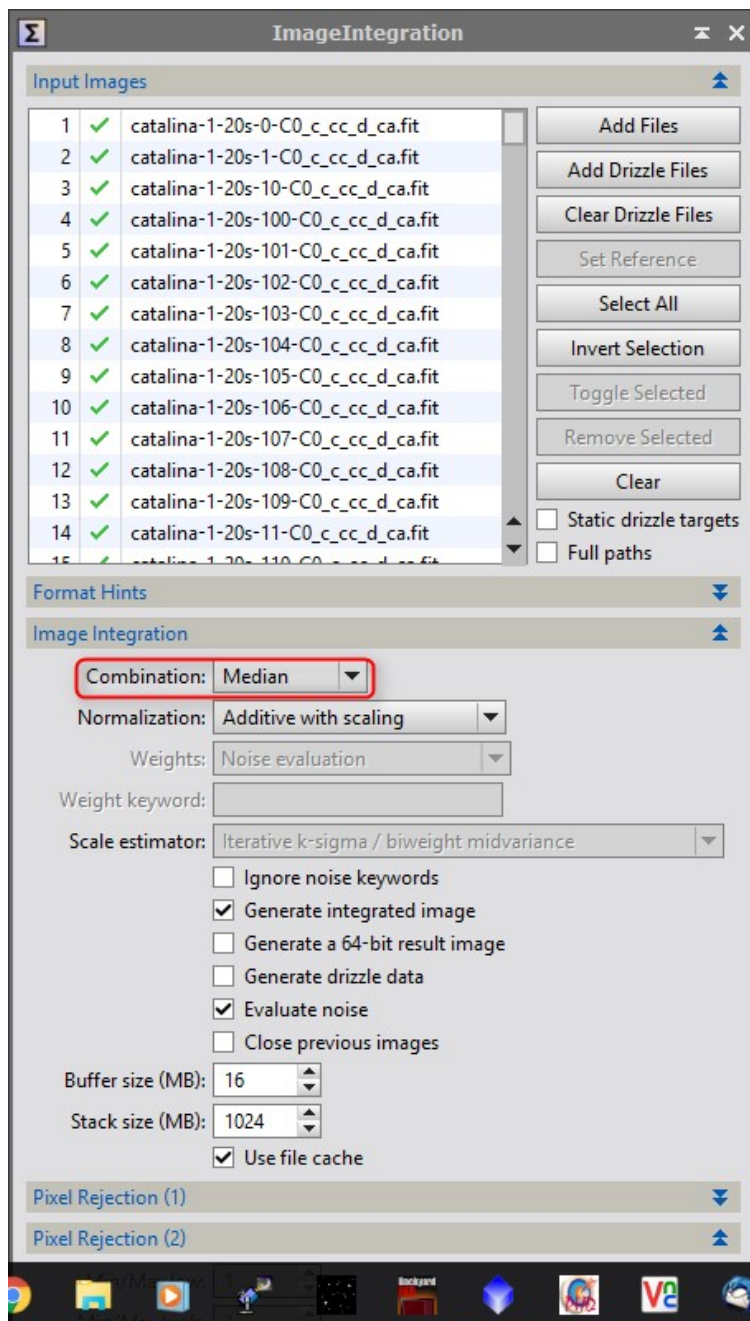 Σ ImageIntegration
Input Images
1 ✓ catalina-1-20s-0-C0_c_cc_d_ca.fit
2 ✓ catalina-1-20s-1-C0_c_cc_d_ca.fit
3 ✓ catalina-1-20s-10-C0_c_cc_d_ca.fit
4 ✓ catalina-1-20s-100-C0_c_cc_d_ca.fit
5 ✓ catalina-1-20s-101-C0_c_cc_d_ca.fit
6 ✓ catalina-1-20s-102-C0_c_cc_d_ca.fit
7 ✓ catalina-1-20s-103-C0_c_cc_d_ca.fit
8 ✓ catalina-1-20s-104-C0_c_cc_d_ca.fit
9 ✓ catalina-1-20s-105-C0_c_cc_d_ca.fit
10 ✓ catalina-1-20s-106-C0_c_cc_d_ca.fit
11 ✓ catalina-1-20s-107-C0_c_cc_d_ca.fit
12 ✓ catalina-1-20s-108-C0_c_cc_d_ca.fit
13 ✓ catalina-1-20s-109-C0_c_cc_d_ca.fit
14 ✓ catalina-1-20s-11-C0_c_cc_d_ca.fit
15 ✓ catalina-1-20s-110-C0_c_cc_d_ca.fit
Add Files
Add Drizzle Files
Clear Drizzle Files
Set Reference
Select All
Invert Selection
Toggle Selected
Remove Selected
Clear
Static drizzle targets
Full paths
Format Hints
Image Integration
Combination: Median
Normalization: Additive with scaling
Weights: Noise evaluation
Weight keyword:
Scale estimator: Iterative k-sigma / biweight midvariance
Ignore noise keywords
Generate integrated image
Generate a 64-bit result image
Generate drizzle data
Evaluate noise
Close previous images
Buffer size (MB): 16
Stack size (MB): 1024
Use file cache
Pixel Rejection (1)
Pixel Rejection (2)
Backyard